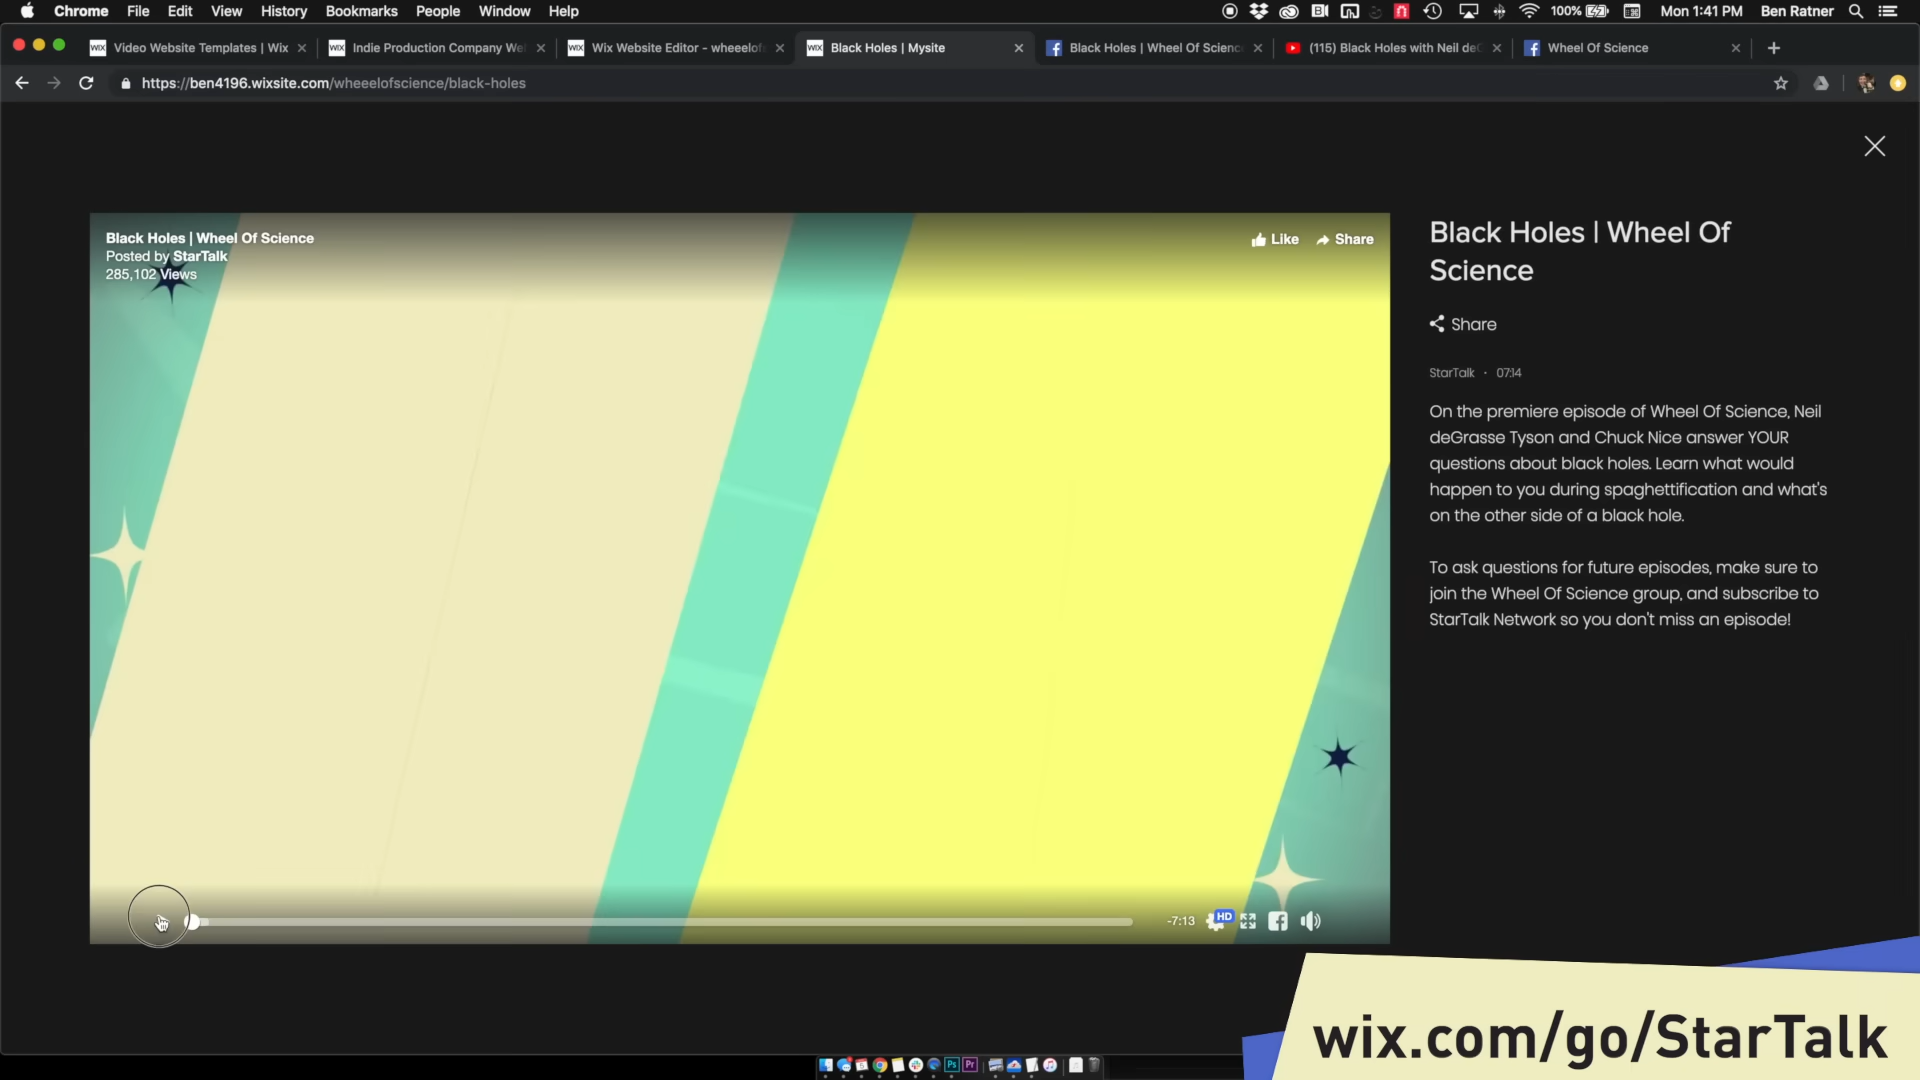 Chrome File Edit View History Bookmarks People Window Help
100% Mon 1:41 PM Ben Ratner
WIX Video Website Templates | Wix
WIX Indie Production Company We
WIX Wix Website Editor - wheeelof
WIX Black Holes | Mysite
Black Holes | Wheel Of Scienc
(115) Black Holes with Neil de
Wheel Of Science
https://ben4196.wixsite.com/wheeelofscience/black-holes
Black Holes | Wheel Of Science
Posted by StarTalk
285,102 Views
Like Share
Black Holes | Wheel Of
Science
Share
StarTalk · 07:14
On the premiere episode of Wheel Of Science, Neil
deGrasse Tyson and Chuck Nice answer YOUR
questions about black holes. Learn what would
happen to you during spaghettification and what's
on the other side of a black hole.
To ask questions for future episodes, make sure to
join the Wheel Of Science group, and subscribe to
StarTalk Network so you don't miss an episode!
-7:13 HD
wix.com/go/StarTalk
Ps Pr